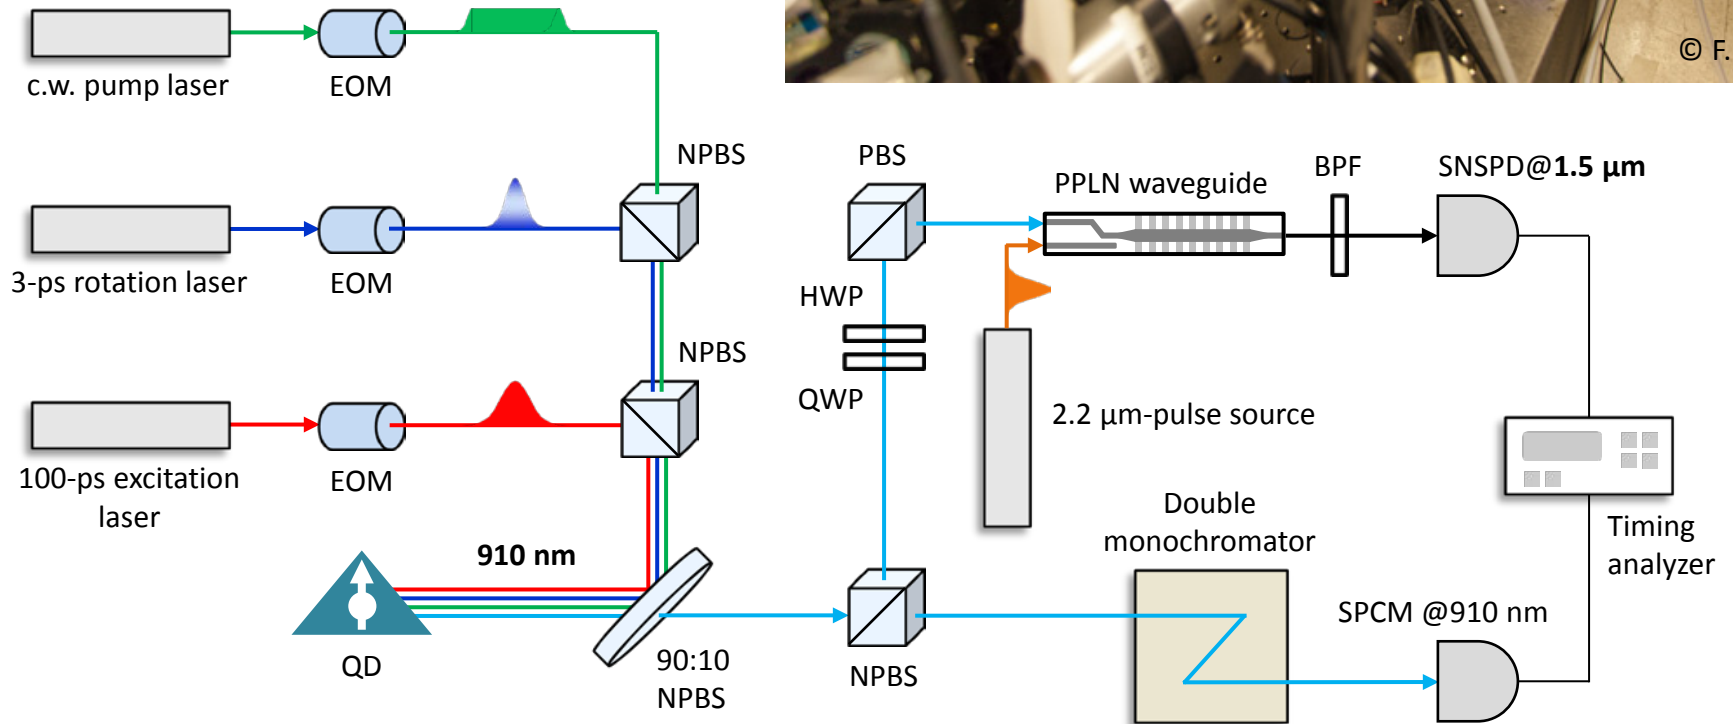 © F.
c.w. pump laser
EOM
NPBS
PBS
PPLN waveguide
BPF
SNSPD@1.5 µm
3-ps rotation laser
EOM
HWP
NPBS
QWP
2.2 µm-pulse source
100-ps excitation
laser
EOM
Double
monochromator
Timing
analyzer
910 nm
SPCM @910 nm
QD
90:10
NPBS
NPBS